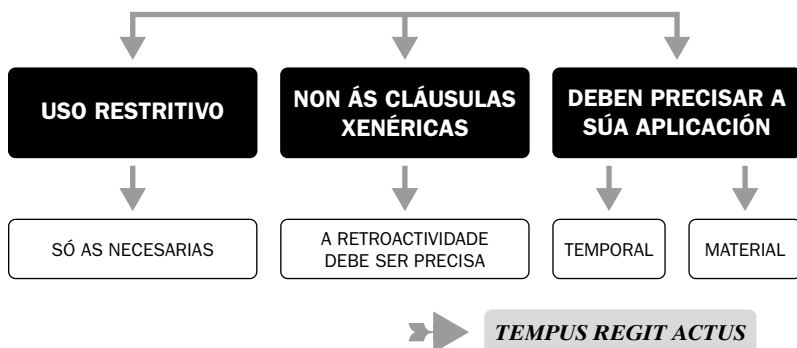 USO RESTRITIVO
NON ÁS CLÁUSULAS
XENÉRICAS
DEBEN PRECISAR A
SÚA APLICACIÓN
SÓ AS NECESARIAS
A RETROACTIVIDADE
DEBE SER PRECISA
TEMPORAL
MATERIAL
TEMPUS REGIT ACTUS